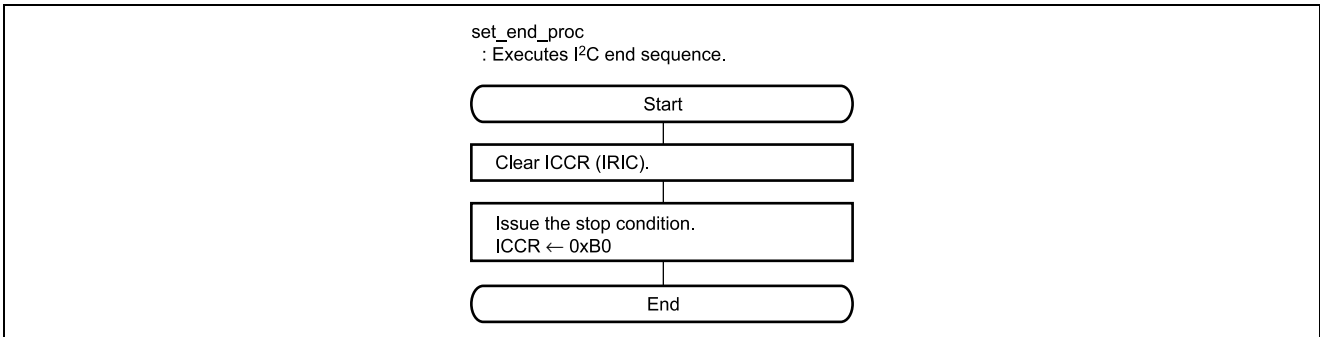 set_end_proc
: Executes I²C end sequence.
Start
Clear ICCR (IRIC).
Issue the stop condition.
ICCR ← 0xB0
End